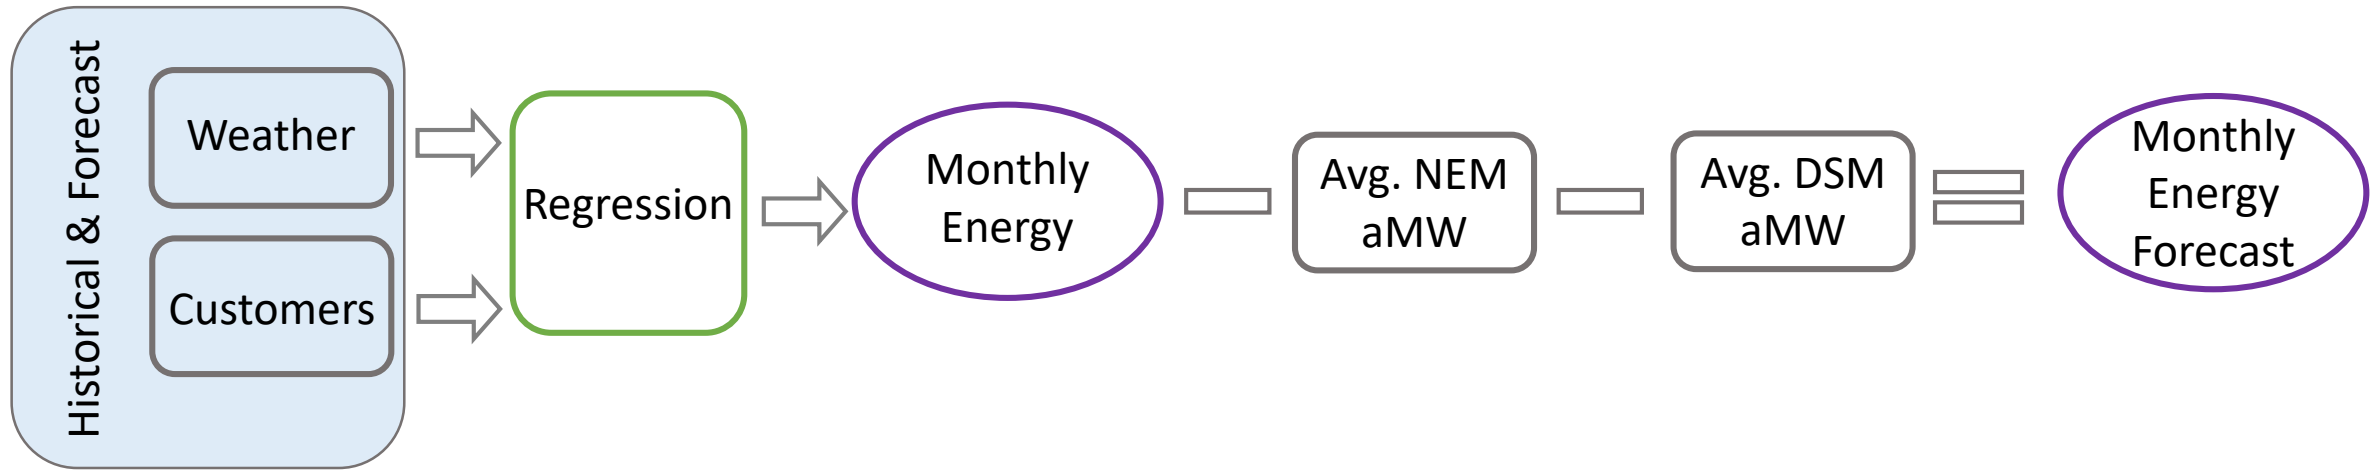 Historical & Forecast
Weather
Customers
Regression
Monthly
Energy
Avg. NEM
aMW
Avg. DSM
aMW
Monthly
Energy
Forecast